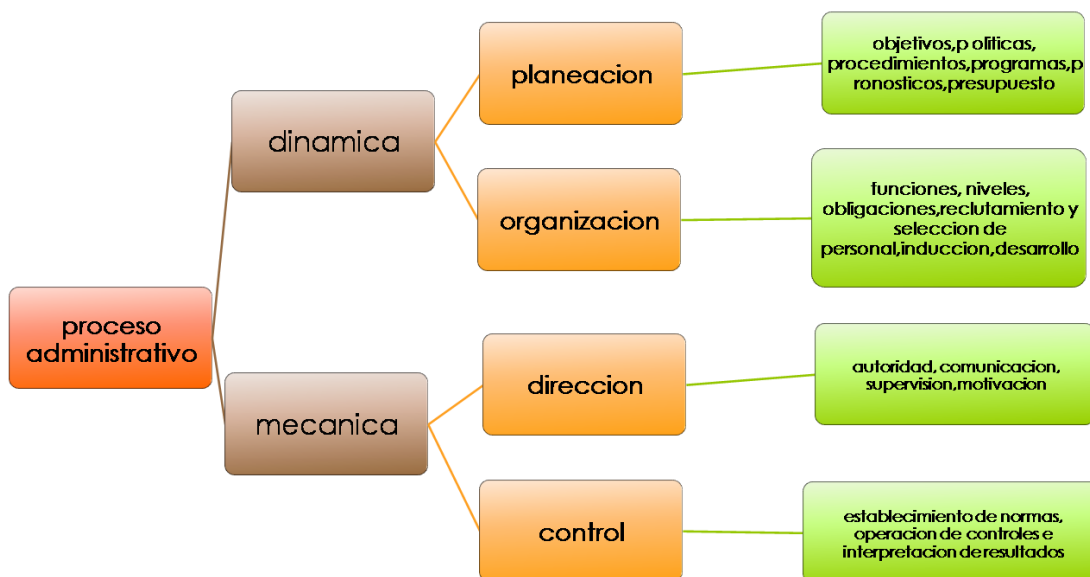 proceso
administrativo
dinamica
planeacion
objetivos,p oliticas,
procedimientos,programas,p
ronosticos,presupuesto
organizacion
funciones, niveles,
obligaciones,reclutamiento y
seleccion de
personal,induccion,desarrollo
mecanica
direccion
autoridad, comunicacion,
supervision,motivacion
control
establecimiento de normas,
operacion de controles e
interpretacion de resultados